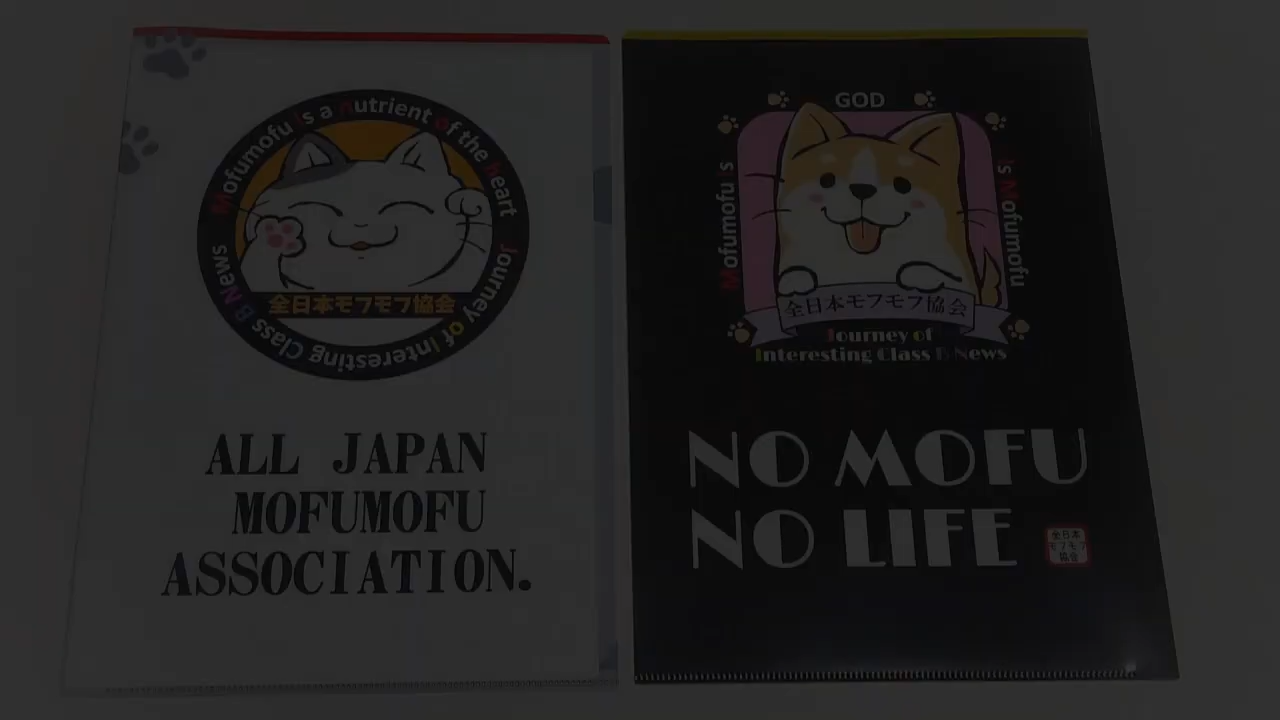 Mofumofu is a nutrient of the heart
Journey of Interesting Class B News
全日本モフモフ協会
ALL JAPAN
MOFUMOFU
ASSOCIATION.
GOD
Mofumofu Is
Is Mofumofu
全日本モフモフ協会
Journey of
Interesting Class B News
NO MOFU
NO LIFE
全日本
モフモフ
協会